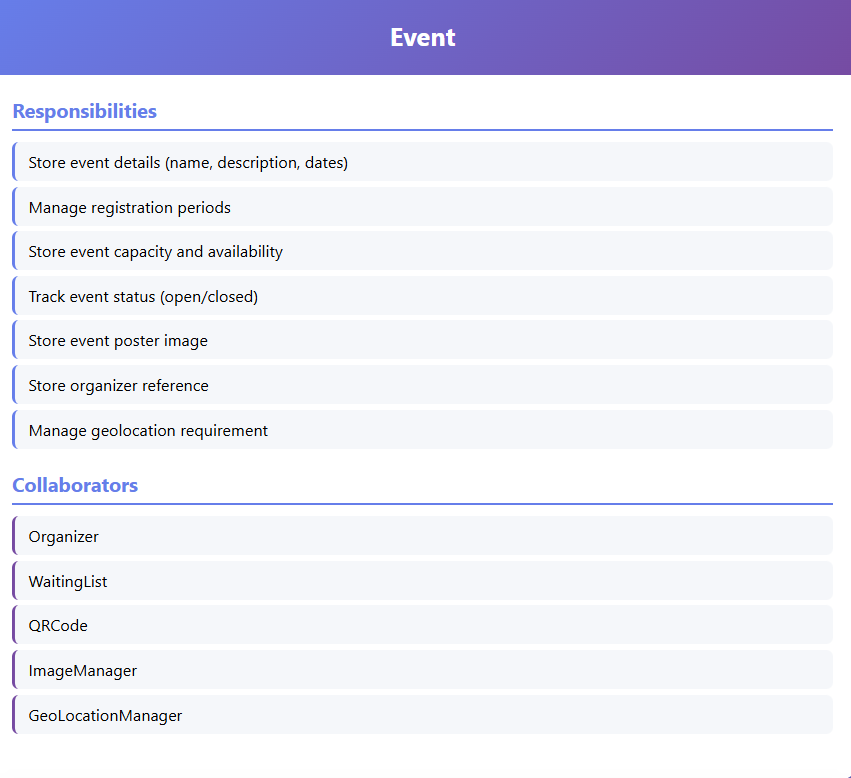 Event
Responsibilities
Store event details (name, description, dates)
Manage registration periods
Store event capacity and availability
Track event status (open/closed)
Store event poster image
Store organizer reference
Manage geolocation requirement
Collaborators
Organizer
WaitingList
QRCode
ImageManager
GeoLocationManager